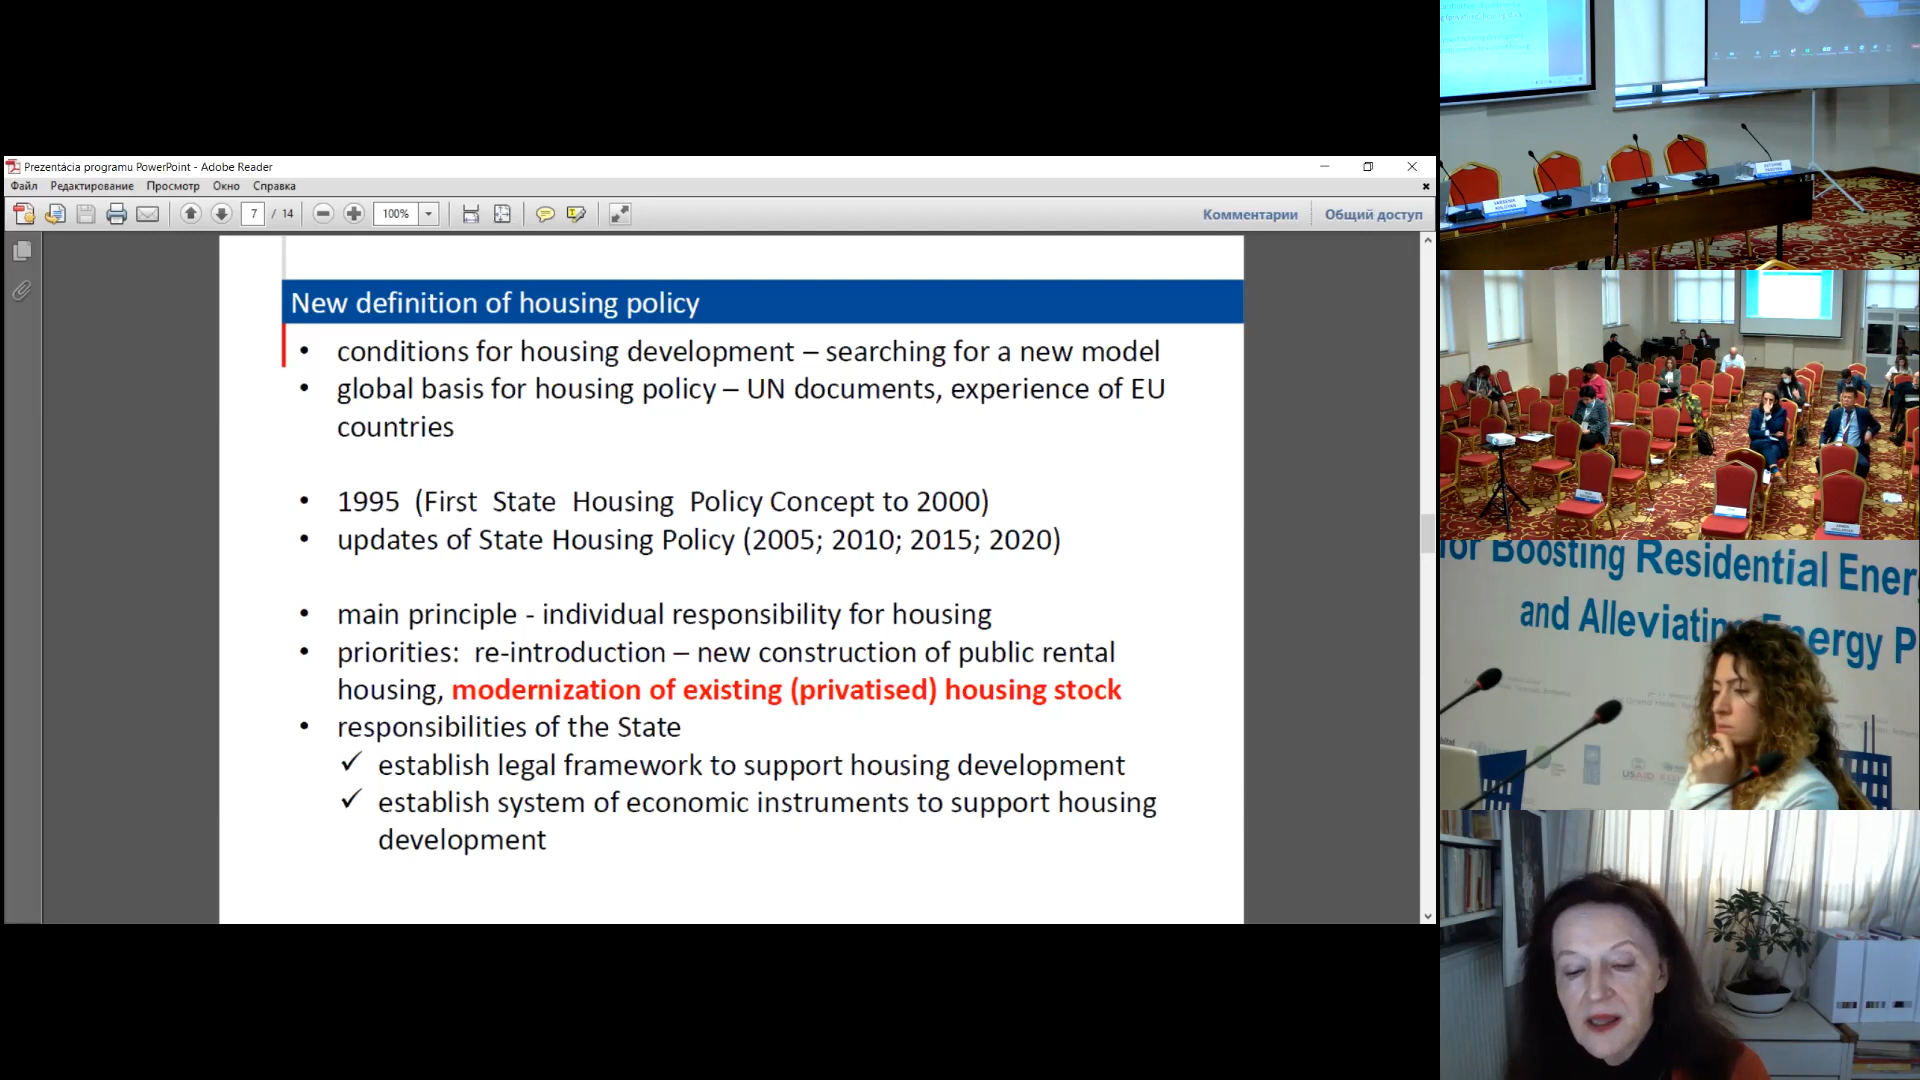 Prezentácia programu PowerPoint - Adobe Reader
Файл Редактирование Просмотр Окно Справка
7 / 14 100% Комментарии Общий доступ
New definition of housing policy
• conditions for housing development – searching for a new model
• global basis for housing policy – UN documents, experience of EU
countries
• 1995 (First State Housing Policy Concept to 2000)
• updates of State Housing Policy (2005; 2010; 2015; 2020)
• main principle - individual responsibility for housing
• priorities: re-introduction – new construction of public rental
housing, modernization of existing (privatised) housing stock
• responsibilities of the State
✓ establish legal framework to support housing development
✓ establish system of economic instruments to support housing
development
for Boosting Residential Ener
and Alleviating Energy P
USAID